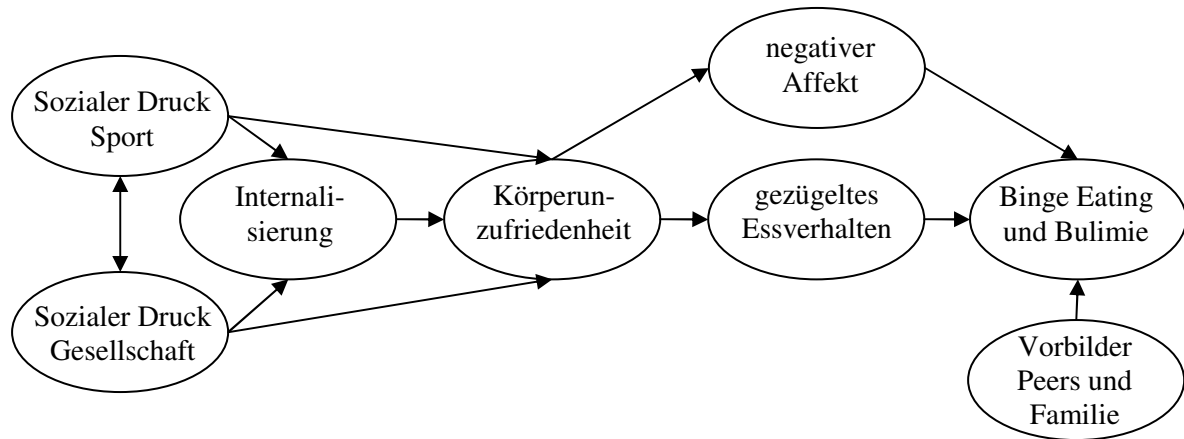 negativer
Affekt
Sozialer Druck
Sport
Internali-
sierung
Körperun-
zufriedenheit
gezügeltes
Essverhalten
Binge Eating
und Bulimie
Sozialer Druck
Gesellschaft
Vorbilder
Peers und
Familie